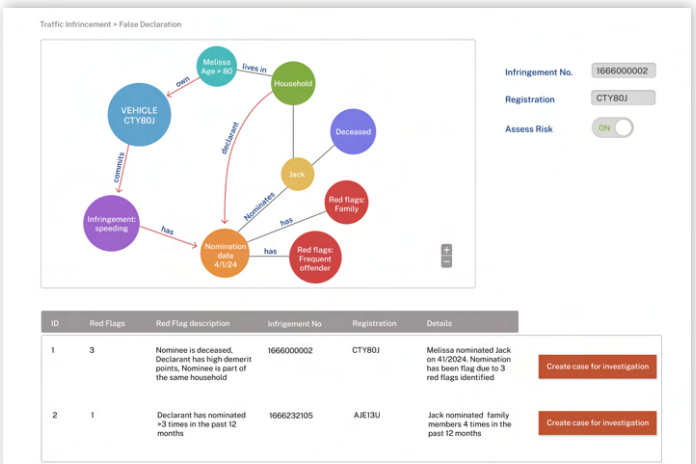 Traffic Infrincement > False Declaration
Melissa
Age > 80
lives in
own
Household
VEHICLE
CTY80J
Deceased
declarant
commits
Jack
Nominates
Red flags:
Family
has
Infringement:
speeding
has
Nomination
date
4/1/24
has
Red flags:
Frequent
offender
+
−
Infringement No.
1666000002
Registration
CTY80J
Assess Risk
ON
ID
Red Flags
Red Flag description
Infrigement No
Registration
Details
1
3
Nominee is deceased,
Declarant has high demerit
points, Nominee is part of
the same household
1666000002
CTY80J
Melissa nominated Jack
on 41/2024. Nomination
has been flag due to 3
red flags identified
Create case for investigation
2
1
Declarant has nominated
>3 times in the past 12
months
1666232105
AJE13U
Jack nominated family
members 4 times in the
past 12 months
Create case for investigation